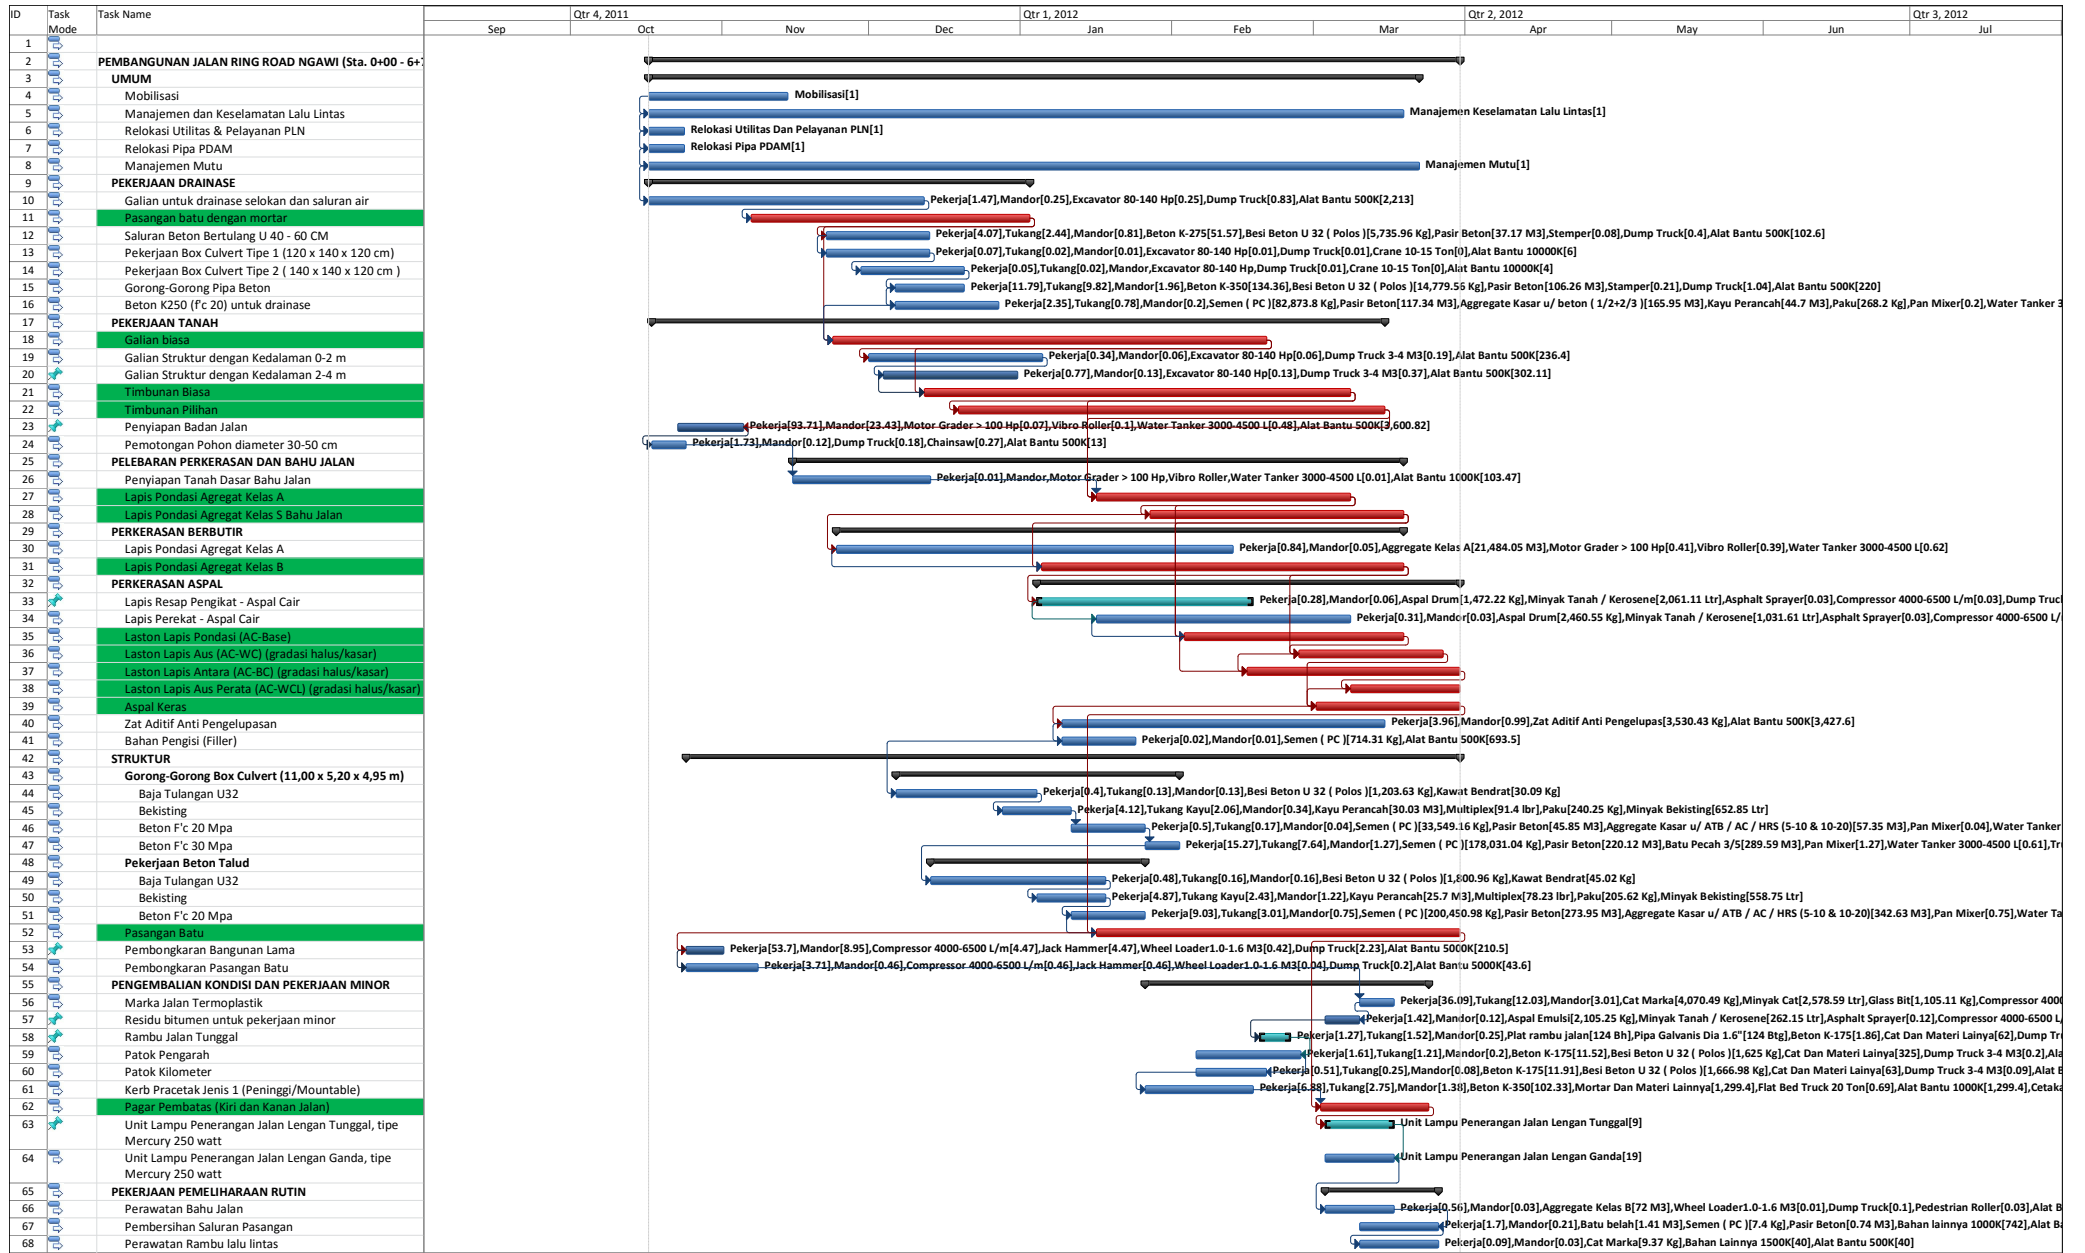 ID Task Mode Task Name Qtr 4, 2011 Qtr 1, 2012 Qtr 2, 2012 Qtr 3, 2012
Sep Oct Nov Dec Jan Feb Mar Apr May Jun Jul
1
2 PEMBANGUNAN JALAN RING ROAD NGAWI (Sta. 0+00 - 6+
3 UMUM
4 Mobilisasi Mobilisasi[1]
5 Manajemen dan Keselamatan Lalu Lintas Manajemen Keselamatan Lalu Lintas[1]
6 Relokasi Utilitas & Pelayanan PLN Relokasi Utilitas Dan Pelayanan PLN[1]
7 Relokasi Pipa PDAM Relokasi Pipa PDAM[1]
8 Manajemen Mutu Manajemen Mutu[1]
9 PEKERJAAN DRAINASE
10 Galian untuk drainase selokan dan saluran air Pekerja[1.47],Mandor[0.25],Excavator 80-140 Hp[0.25],Dump Truck[0.83],Alat Bantu 500K[2,213]
11 Pasangan batu dengan mortar
12 Saluran Beton Bertulang U 40 - 60 CM Pekerja[4.07],Tukang[2.44],Mandor[0.81],Beton K-275[51.57],Besi Beton U 32 ( Polos )[5,735.96 Kg],Pasir Beton[37.17 M3],Stemper[0.08],Dump Truck[0.4],Alat Bantu 500K[102.6]
13 Pekerjaan Box Culvert Tipe 1 (120 x 140 x 120 cm) Pekerja[0.07],Tukang[0.02],Mandor[0.01],Excavator 80-140 Hp[0.01],Dump Truck[0.01],Crane 10-15 Ton[0],Alat Bantu 10000K[6]
14 Pekerjaan Box Culvert Tipe 2 ( 140 x 140 x 120 cm ) Pekerja[0.05],Tukang[0.02],Mandor,Excavator 80-140 Hp,Dump Truck[0.01],Crane 10-15 Ton[0],Alat Bantu 10000K[4]
15 Gorong-Gorong Pipa Beton Pekerja[11.79],Tukang[9.82],Mandor[1.96],Beton K-350[134.36],Besi Beton U 32 ( Polos )[14,779.56 Kg],Pasir Beton[106.26 M3],Stamper[0.21],Dump Truck[1.04],Alat Bantu 500K[220]
16 Beton K250 (f'c 20) untuk drainase Pekerja[2.35],Tukang[0.78],Mandor[0.2],Semen ( PC )[82,873.8 Kg],Pasir Beton[117.34 M3],Aggregate Kasar u/ beton ( 1/2+2/3 )[165.95 M3],Kayu Perancah[44.7 M3],Paku[268.2 Kg],Pan Mixer[0.2],Water Tanker 3
17 PEKERJAAN TANAH
18 Galian biasa
19 Galian Struktur dengan Kedalaman 0-2 m Pekerja[0.34],Mandor[0.06],Excavator 80-140 Hp[0.06],Dump Truck 3-4 M3[0.19],Alat Bantu 500K[236.4]
20 Galian Struktur dengan Kedalaman 2-4 m Pekerja[0.77],Mandor[0.13],Excavator 80-140 Hp[0.13],Dump Truck 3-4 M3[0.37],Alat Bantu 500K[302.11]
21 Timbunan Biasa
22 Timbunan Pilihan
23 Penyiapan Badan Jalan Pekerja[93.71],Mandor[23.43],Motor Grader > 100 Hp[0.07],Vibro Roller[0.1],Water Tanker 3000-4500 L[0.48],Alat Bantu 500K[3,600.82]
24 Pemotongan Pohon diameter 30-50 cm Pekerja[1.73],Mandor[0.12],Dump Truck[0.18],Chainsaw[0.27],Alat Bantu 500K[13]
25 PELEBARAN PERKERASAN DAN BAHU JALAN
26 Penyiapan Tanah Dasar Bahu Jalan Pekerja[0.01],Mandor,Motor Grader > 100 Hp,Vibro Roller,Water Tanker 3000-4500 L[0.01],Alat Bantu 1000K[103.47]
27 Lapis Pondasi Agregat Kelas A
28 Lapis Pondasi Agregat Kelas S Bahu Jalan
29 PERKERASAN BERBUTIR
30 Lapis Pondasi Agregat Kelas A Pekerja[0.84],Mandor[0.05],Aggregate Kelas A[21,484.05 M3],Motor Grader > 100 Hp[0.41],Vibro Roller[0.39],Water Tanker 3000-4500 L[0.62]
31 Lapis Pondasi Agregat Kelas B
32 PERKERASAN ASPAL
33 Lapis Resap Pengikat - Aspal Cair Pekerja[0.28],Mandor[0.06],Aspal Drum[1,472.22 Kg],Minyak Tanah / Kerosene[2,061.11 Ltr],Asphalt Sprayer[0.03],Compressor 4000-6500 L/m[0.03],Dump Truc
34 Lapis Perekat - Aspal Cair Pekerja[0.31],Mandor[0.03],Aspal Drum[2,460.55 Kg],Minyak Tanah / Kerosene[1,031.61 Ltr],Asphalt Sprayer[0.03],Compressor 4000-6500 L/
35 Laston Lapis Pondasi (AC-Base)
36 Laston Lapis Aus (AC-WC) (gradasi halus/kasar)
37 Laston Lapis Antara (AC-BC) (gradasi halus/kasar)
38 Laston Lapis Aus Perata (AC-WCL) (gradasi halus/kasar)
39 Aspal Keras
40 Zat Aditif Anti Pengelupasan Pekerja[3.96],Mandor[0.99],Zat Aditif Anti Pengelupas[3,530.43 Kg],Alat Bantu 500K[3,427.6]
41 Bahan Pengisi (Filler) Pekerja[0.02],Mandor[0.01],Semen ( PC )[714.31 Kg],Alat Bantu 500K[693.5]
42 STRUKTUR
43 Gorong-Gorong Box Culvert (11,00 x 5,20 x 4,95 m)
44 Baja Tulangan U32 Pekerja[0.4],Tukang[0.13],Mandor[0.13],Besi Beton U 32 ( Polos )[1,203.63 Kg],Kawat Bendrat[30.09 Kg]
45 Bekisting Pekerja[4.12],Tukang Kayu[2.06],Mandor[0.34],Kayu Perancah[30.03 M3],Multiplex[91.4 lbr],Paku[240.25 Kg],Minyak Bekisting[652.85 Ltr]
46 Beton F'c 20 Mpa Pekerja[0.5],Tukang[0.17],Mandor[0.04],Semen ( PC )[33,549.16 Kg],Pasir Beton[45.85 M3],Aggregate Kasar u/ ATB / AC / HRS (5-10 & 10-20)[57.35 M3],Pan Mixer[0.04],Water Tanker
47 Beton F'c 30 Mpa Pekerja[15.27],Tukang[7.64],Mandor[1.27],Semen ( PC )[178,031.04 Kg],Pasir Beton[220.12 M3],Batu Pecah 3/5[289.59 M3],Pan Mixer[1.27],Water Tanker 3000-4500 L[0.61],Tr
48 Pekerjaan Beton Talud
49 Baja Tulangan U32 Pekerja[0.48],Tukang[0.16],Mandor[0.16],Besi Beton U 32 ( Polos )[1,800.96 Kg],Kawat Bendrat[45.02 Kg]
50 Bekisting Pekerja[4.87],Tukang Kayu[2.43],Mandor[1.22],Kayu Perancah[25.7 M3],Multiplex[78.23 lbr],Paku[205.62 Kg],Minyak Bekisting[558.75 Ltr]
51 Beton F'c 20 Mpa Pekerja[9.03],Tukang[3.01],Mandor[0.75],Semen ( PC )[200,450.98 Kg],Pasir Beton[273.95 M3],Aggregate Kasar u/ ATB / AC / HRS (5-10 & 10-20)[342.63 M3],Pan Mixer[0.75],Water Ta
52 Pasangan Batu
53 Pembongkaran Bangunan Lama Pekerja[53.7],Mandor[8.95],Compressor 4000-6500 L/m[4.47],Jack Hammer[4.47],Wheel Loader1.0-1.6 M3[0.42],Dump Truck[2.23],Alat Bantu 5000K[210.5]
54 Pembongkaran Pasangan Batu Pekerja[3.71],Mandor[0.46],Compressor 4000-6500 L/m[0.46],Jack Hammer[0.46],Wheel Loader1.0-1.6 M3[0.04],Dump Truck[0.2],Alat Bantu 5000K[43.6]
55 PENGEMBALIAN KONDISI DAN PEKERJAAN MINOR
56 Marka Jalan Termoplastik Pekerja[36.09],Tukang[12.03],Mandor[3.01],Cat Marka[4,070.49 Kg],Minyak Cat[2,578.59 Ltr],Glass Bit[1,105.11 Kg],Compressor 4000
57 Residu bitumen untuk pekerjaan minor Pekerja[1.42],Mandor[0.12],Aspal Emulsi[2,105.25 Kg],Minyak Tanah / Kerosene[262.15 Ltr],Asphalt Sprayer[0.12],Compressor 4000-6500 L/
58 Rambu Jalan Tunggal Pekerja[1.27],Tukang[1.52],Mandor[0.25],Plat rambu jalan[124 Bh],Pipa Galvanis Dia 1.6"[124 Btg],Beton K-175[1.86],Cat Dan Materi Lainya[62],Dump Tr
59 Patok Pengarah Pekerja[1.61],Tukang[1.21],Mandor[0.2],Beton K-175[11.52],Besi Beton U 32 ( Polos )[1,625 Kg],Cat Dan Materi Lainya[325],Dump Truck 3-4 M3[0.2],Ala
60 Patok Kilometer Pekerja[0.51],Tukang[0.25],Mandor[0.08],Beton K-175[11.91],Besi Beton U 32 ( Polos )[1,666.98 Kg],Cat Dan Materi Lainya[63],Dump Truck 3-4 M3[0.09],Alat B
61 Kerb Pracetak Jenis 1 (Peninggi/Mountable) Pekerja[6.88],Tukang[2.75],Mandor[1.38],Beton K-350[102.33],Mortar Dan Materi Lainnya[1,299.4],Flat Bed Truck 20 Ton[0.69],Alat Bantu 1000K[1,299.4],Cetaka
62 Pagar Pembatas (Kiri dan Kanan Jalan)
63 Unit Lampu Penerangan Jalan Lengan Tunggal, tipe Unit Lampu Penerangan Jalan Lengan Tunggal[9]
Mercury 250 watt
64 Unit Lampu Penerangan Jalan Lengan Ganda, tipe Unit Lampu Penerangan Jalan Lengan Ganda[19]
Mercury 250 watt
65 PEKERJAAN PEMELIHARAAN RUTIN
66 Perawatan Bahu Jalan Pekerja[0.56],Mandor[0.03],Aggregate Kelas B[72 M3],Wheel Loader1.0-1.6 M3[0.01],Dump Truck[0.1],Pedestrian Roller[0.03],Alat B
67 Pembersihan Saluran Pasangan Pekerja[1.7],Mandor[0.21],Batu belah[1.41 M3],Semen ( PC )[7.4 Kg],Pasir Beton[0.74 M3],Bahan lainnya 1000K[742],Alat Ba
68 Perawatan Rambu lalu lintas Pekerja[0.09],Mandor[0.03],Cat Marka[9.37 Kg],Bahan Lainnya 1500K[40],Alat Bantu 500K[40]